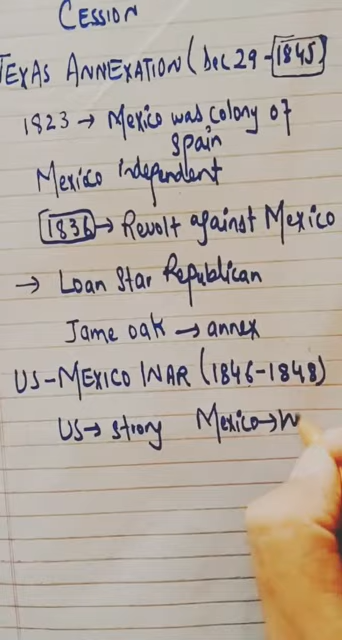 CESSION
TEXAS ANNEXATION (Dec 29 - 1845)
1823 → Mexico was colony of
Spain
Mexico independent
1836 → Revolt against Mexico
→ Loan Star Republican
Jame oak → annex
US-MEXICO WAR (1846-1848)
US → strong Mexico → W